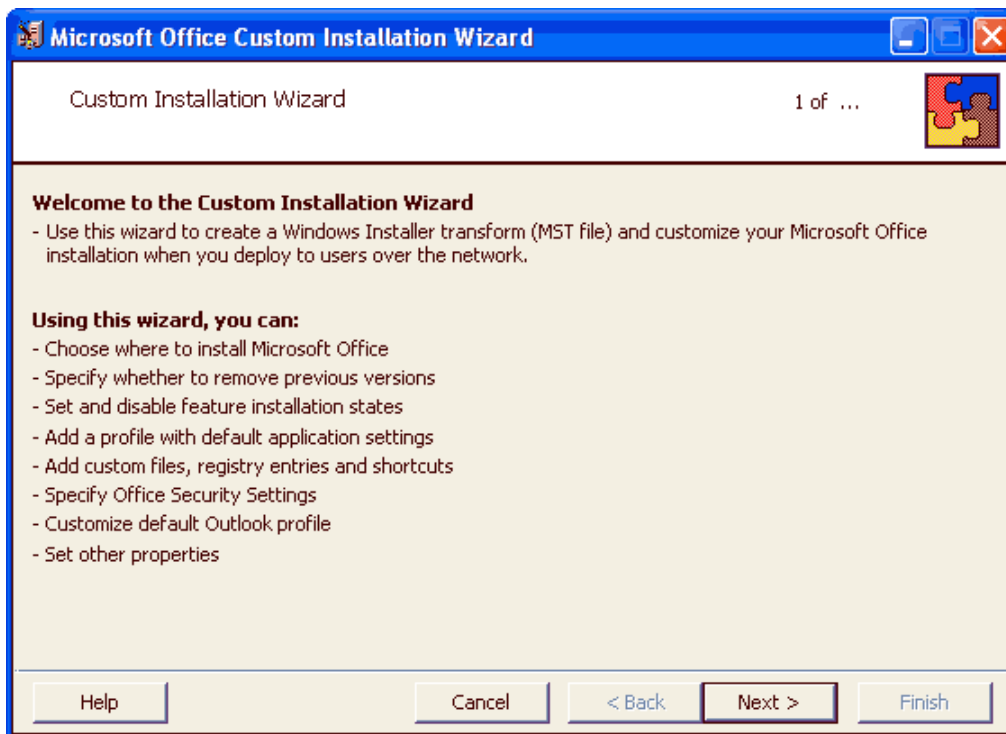 Microsoft Office Custom Installation Wizard
Custom Installation Wizard
1 of ...
Welcome to the Custom Installation Wizard
- Use this wizard to create a Windows Installer transform (MST file) and customize your Microsoft Office
installation when you deploy to users over the network.
Using this wizard, you can:
- Choose where to install Microsoft Office
- Specify whether to remove previous versions
- Set and disable feature installation states
- Add a profile with default application settings
- Add custom files, registry entries and shortcuts
- Specify Office Security Settings
- Customize default Outlook profile
- Set other properties
Help
Cancel
< Back
Next >
Finish